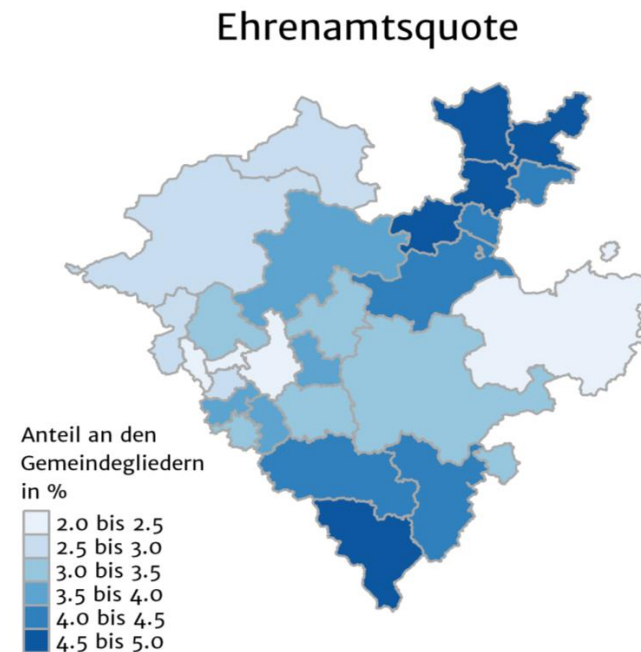 Ehrenamtsquote
Anteil an den
Gemeindegliedern
in %
2.0 bis 2.5
2.5 bis 3.0
3.0 bis 3.5
3.5 bis 4.0
4.0 bis 4.5
4.5 bis 5.0